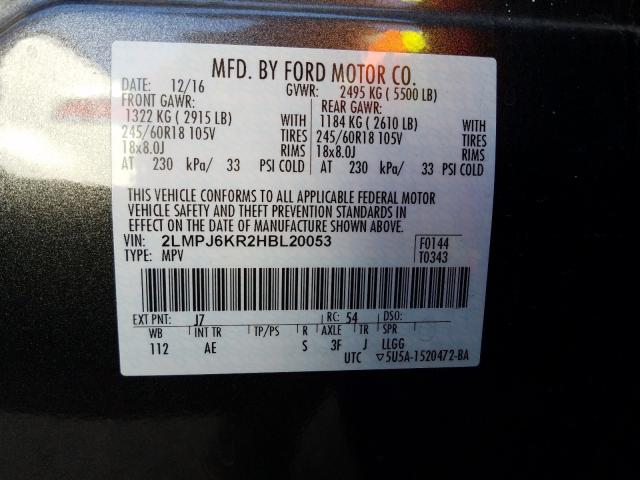 MFD. BY FORD MOTOR CO.
DATE: 12/16 GVWR: 2495 KG ( 5500 LB)
FRONT GAWR: REAR GAWR:
1322 KG ( 2915 LB) WITH 1184 KG ( 2610 LB) WITH
245/60R18 105V TIRES 245/60R18 105V TIRES
18x8.0J RIMS 18x8.0J RIMS
AT 230 kPa/ 33 PSI COLD AT 230 kPa/ 33 PSI COLD
THIS VEHICLE CONFORMS TO ALL APPLICABLE FEDERAL MOTOR
VEHICLE SAFETY AND THEFT PREVENTION STANDARDS IN
EFFECT ON THE DATE OF MANUFACTURE SHOWN ABOVE.
VIN: 2LMPJ6KR2HBL20053 F0144
TYPE: MPV T0343
EXT PNT: J7 RC: 54 DSO:
WB INT TR TP/PS R AXLE TR SPR
112 AE S 3F J LLGG
UTC ▽5U5A-1520472-BA